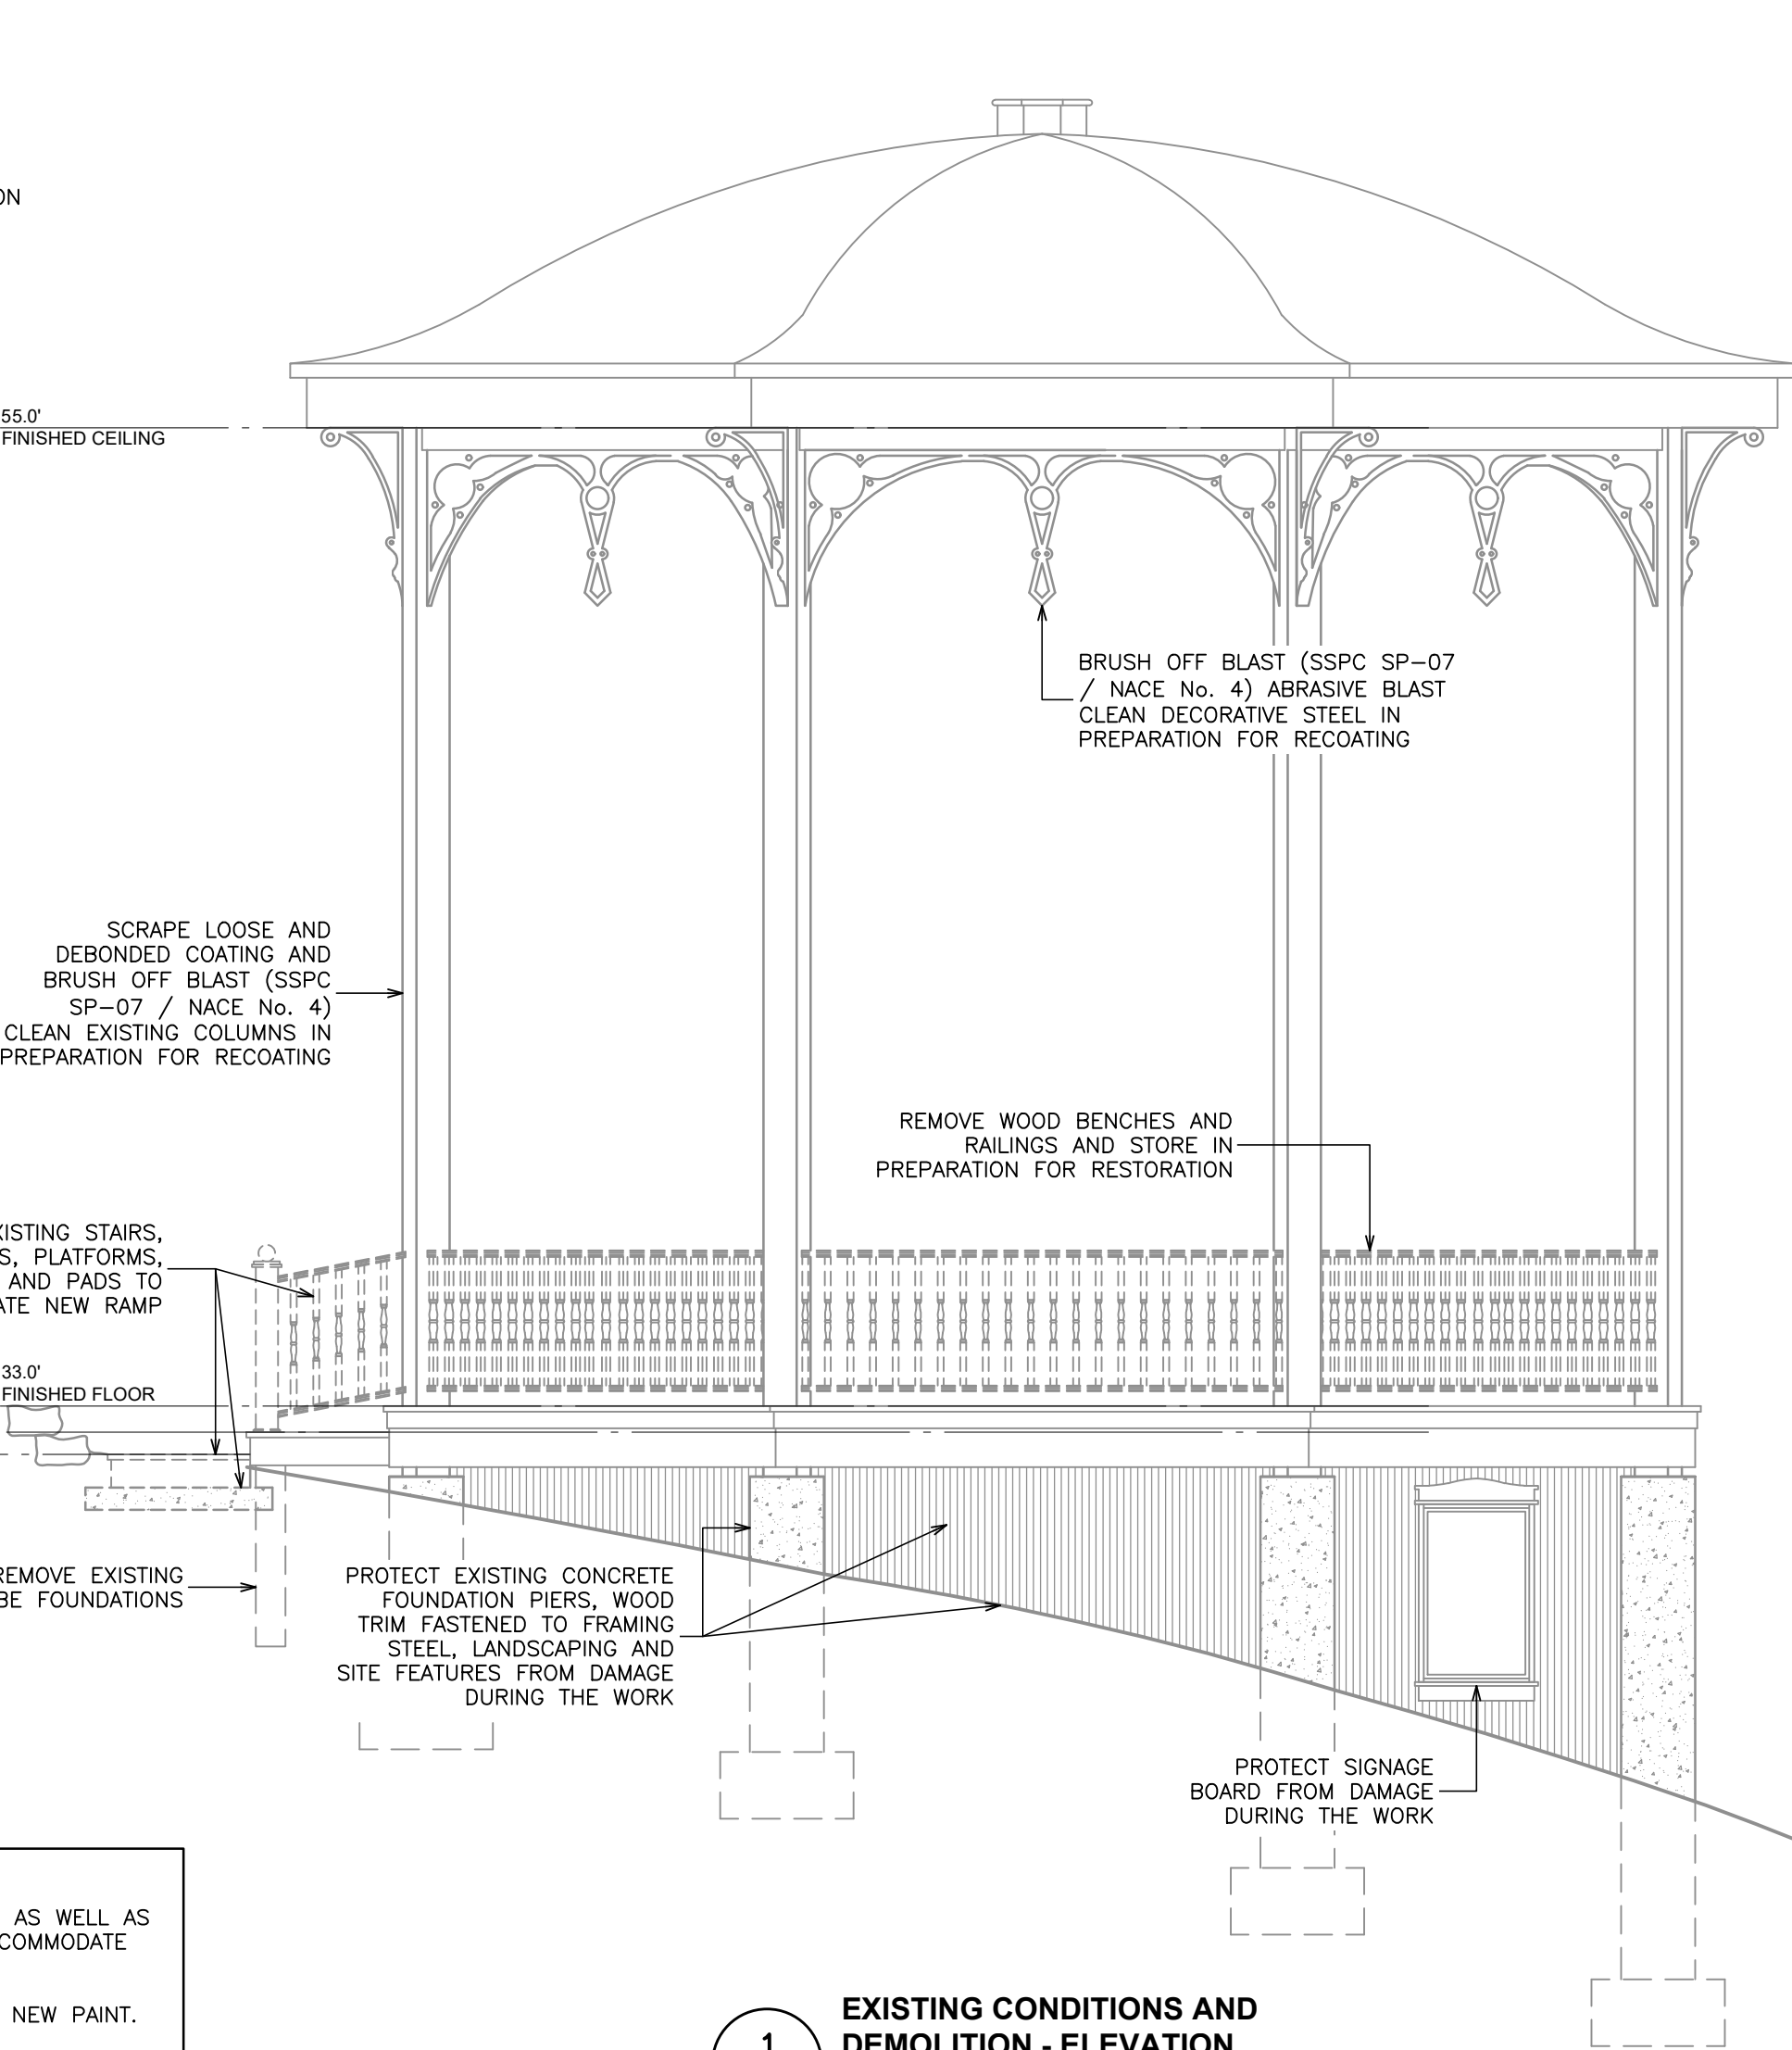 ON
55.0'
FINISHED CEILING
BRUSH OFF BLAST (SSPC SP-07
/ NACE No. 4) ABRASIVE BLAST
CLEAN DECORATIVE STEEL IN
PREPARATION FOR RECOATING
SCRAPE LOOSE AND
DEBONDED COATING AND
BRUSH OFF BLAST (SSPC
SP-07 / NACE No. 4)
CLEAN EXISTING COLUMNS IN
PREPARATION FOR RECOATING
REMOVE WOOD BENCHES AND
RAILINGS AND STORE IN
PREPARATION FOR RESTORATION
XISTING STAIRS,
S, PLATFORMS,
AND PADS TO
ATE NEW RAMP
33.0'
FINISHED FLOOR
REMOVE EXISTING
BE FOUNDATIONS
PROTECT EXISTING CONCRETE
FOUNDATION PIERS, WOOD
TRIM FASTENED TO FRAMING
STEEL, LANDSCAPING AND
SITE FEATURES FROM DAMAGE
DURING THE WORK
PROTECT SIGNAGE
BOARD FROM DAMAGE
DURING THE WORK
AS WELL AS
COMMODATE
NEW PAINT.
1
EXISTING CONDITIONS AND
DEMOLITION - ELEVATION